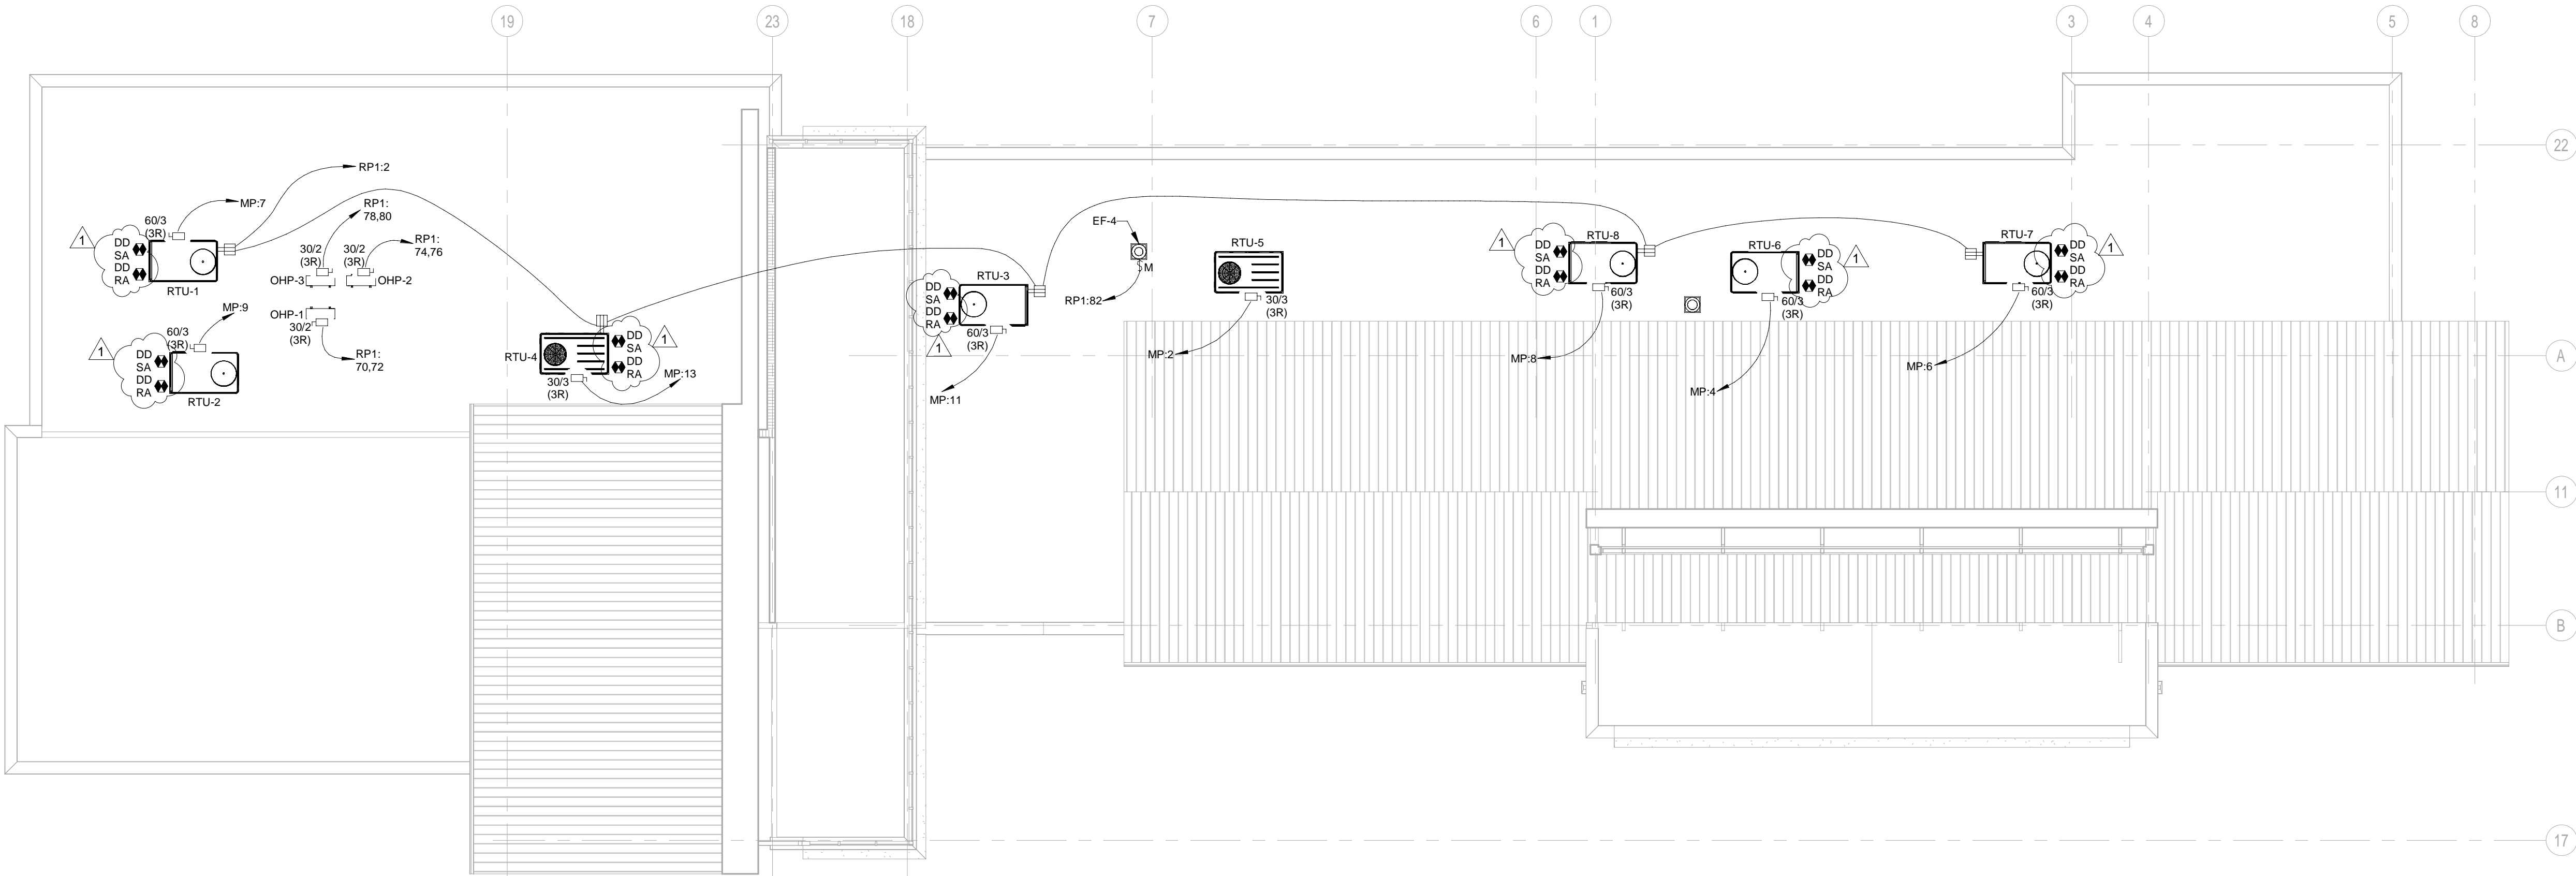 19
23
18
7
6
1
3
4
5
8
22
A
11
B
17
RP1:2
MP:7
60/3
(3R)
1
DD
SA
DD
RA
RTU-1
RP1:
78,80
30/2
(3R)
OHP-3
30/2
(3R)
RP1:
74,76
OHP-2
OHP-1
30/2
(3R)
RP1:
70,72
MP:9
60/3
(3R)
1
DD
SA
DD
RA
RTU-2
RTU-4
DD
SA
DD
RA
1
30/3
(3R)
MP:13
RTU-3
DD
SA
DD
RA
1
60/3
(3R)
MP:11
EF-4
M
RP1:82
RTU-5
30/3
(3R)
MP:2
1
RTU-8
DD
SA
DD
RA
60/3
(3R)
MP:8
RTU-6
DD
SA
DD
RA
1
60/3
(3R)
MP:4
RTU-7
DD
SA
DD
RA
1
60/3
(3R)
MP:6